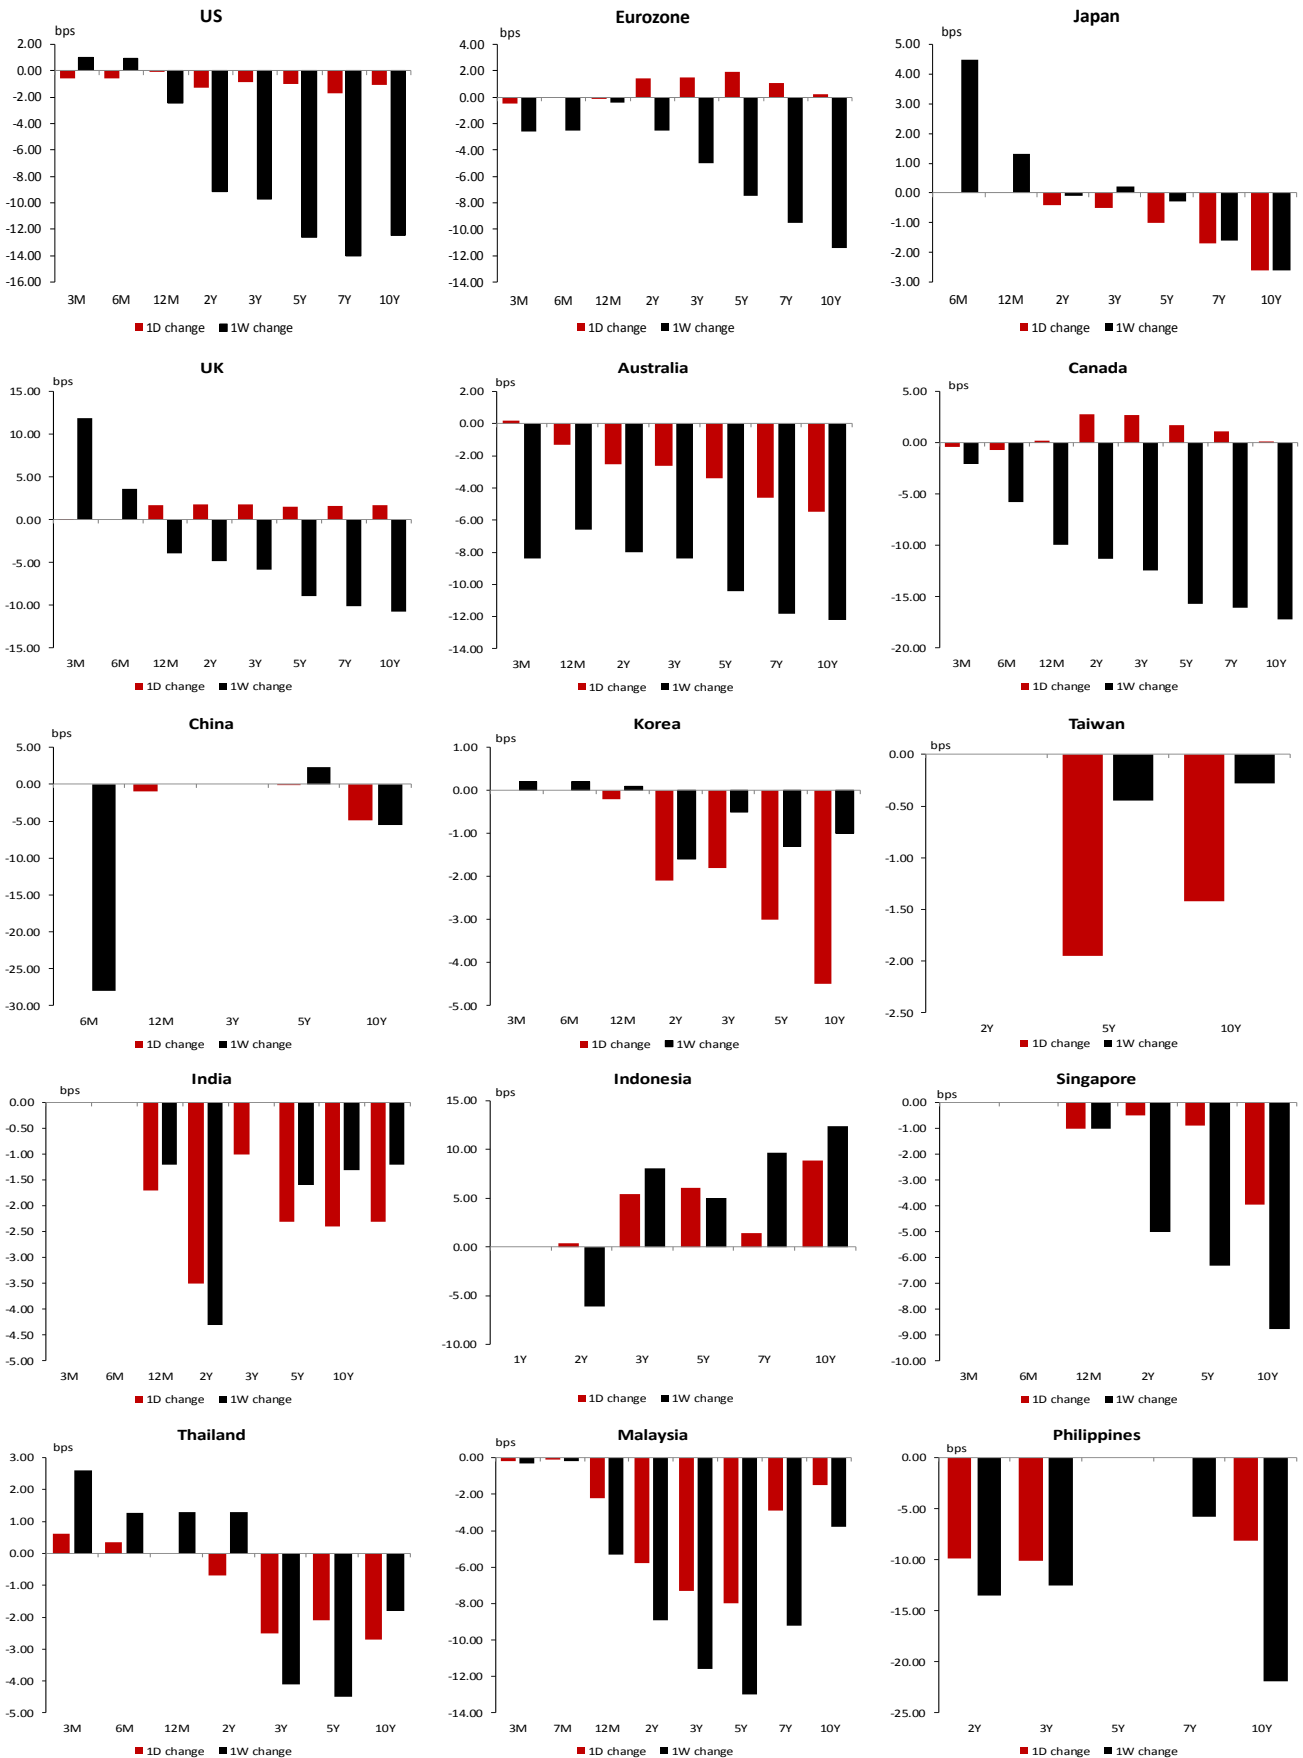 US
bps
2.00
0.00
-2.00
-4.00
-6.00
-8.00
-10.00
-12.00
-14.00
-16.00
3M 6M 12M 2Y 3Y 5Y 7Y 10Y
1D change 1W change
Eurozone
4.00
2.00
0.00
-2.00
-4.00
-6.00
-8.00
-10.00
-12.00
-14.00
3M 6M 12M 2Y 3Y 5Y 7Y 10Y
1D change 1W change
Japan
bps
5.00
4.00
3.00
2.00
1.00
0.00
-1.00
-2.00
-3.00
6M 12M 2Y 3Y 5Y 7Y 10Y
1D change 1W change
UK
bps
15.00
10.00
5.00
0.00
-5.00
-10.00
-15.00
3M 6M 12M 2Y 3Y 5Y 7Y 10Y
1D change 1W change
Australia
bps
2.00
0.00
-2.00
-4.00
-6.00
-8.00
-10.00
-12.00
-14.00
3M 12M 2Y 3Y 5Y 7Y 10Y
1D change 1W change
Canada
bps
5.00
0.00
-5.00
-10.00
-15.00
-20.00
3M 6M 12M 2Y 3Y 5Y 7Y 10Y
1D change 1W change
China
bps
5.00
0.00
-5.00
-10.00
-15.00
-20.00
-25.00
-30.00
6M 12M 3Y 5Y 10Y
1D change 1W change
Korea
bps
1.00
0.00
-1.00
-2.00
-3.00
-4.00
-5.00
3M 6M 12M 2Y 3Y 5Y 10Y
1D change 1W change
Taiwan
bps
0.00
-0.50
-1.00
-1.50
-2.00
-2.50
2Y 5Y 10Y
1D change 1W change
India
bps
0.00
-0.50
-1.00
-1.50
-2.00
-2.50
-3.00
-3.50
-4.00
-4.50
-5.00
3M 6M 12M 2Y 3Y 5Y 10Y
1D change 1W change
Indonesia
bps
15.00
10.00
5.00
0.00
-5.00
-10.00
1Y 2Y 3Y 5Y 7Y 10Y
1D change 1W change
Singapore
bps
0.00
-1.00
-2.00
-3.00
-4.00
-5.00
-6.00
-7.00
-8.00
-9.00
-10.00
3M 6M 12M 2Y 5Y 10Y
1D change 1W change
Thailand
bps
3.00
2.00
1.00
0.00
-1.00
-2.00
-3.00
-4.00
-5.00
3M 6M 12M 2Y 3Y 5Y 10Y
1D change 1W change
Malaysia
bps
0.00
-2.00
-4.00
-6.00
-8.00
-10.00
-12.00
-14.00
3M 7M 12M 2Y 3Y 5Y 7Y 10Y
1D change 1W change
Philippines
bps
0.00
-5.00
-10.00
-15.00
-20.00
-25.00
2Y 3Y 5Y 7Y 10Y
1D change 1W change